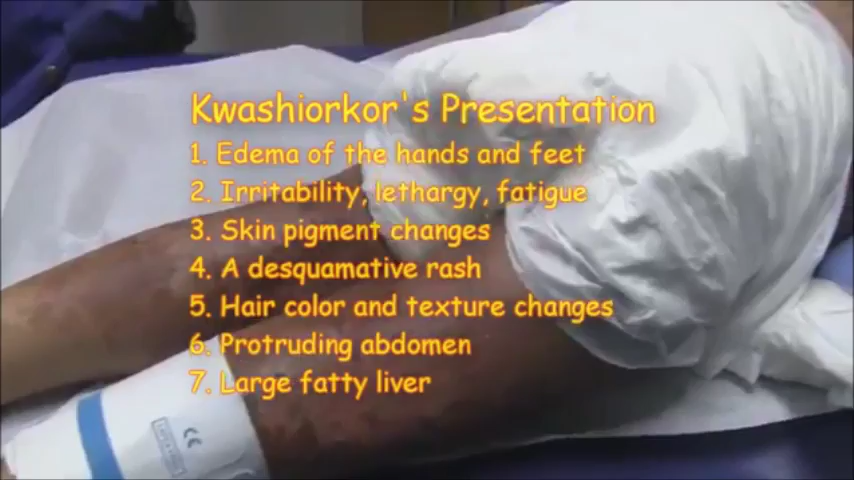 Kwashiorkor's Presentation
1. Edema of the hands and feet
2. Irritability, lethargy, fatigue
3. Skin pigment changes
4. A desquamative rash
5. Hair color and texture changes
6. Protruding abdomen
7. Large fatty liver
CE